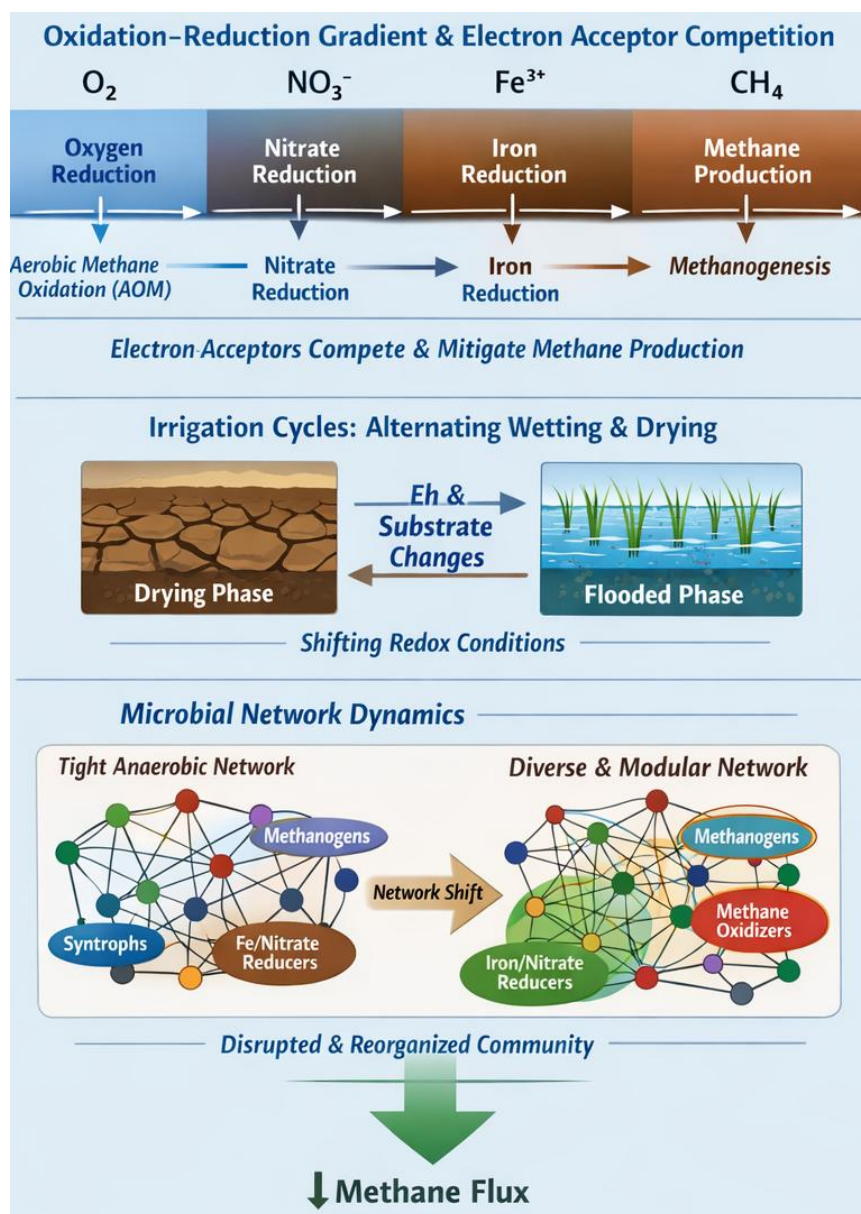 Oxidation–Reduction Gradient & Electron Acceptor Competition
O₂ NO₃⁻ Fe³⁺ CH₄
Oxygen Reduction
Nitrate Reduction
Iron Reduction
Methane Production
Aerobic Methane Oxidation (AOM)
Nitrate Reduction
Iron Reduction
Methanogenesis
Electron-Acceptors Compete & Mitigate Methane Production
Irrigation Cycles: Alternating Wetting & Drying
Eh &
Substrate
Changes
Drying Phase
Flooded Phase
Shifting Redox Conditions
Microbial Network Dynamics
Tight Anaerobic Network
Methanogens
Syntrophs
Fe/Nitrate
Reducers
Network Shift
Diverse & Modular Network
Methanogens
Methane
Oxidizers
Iron/Nitrate
Reducers
Disrupted & Reorganized Community
↓ Methane Flux